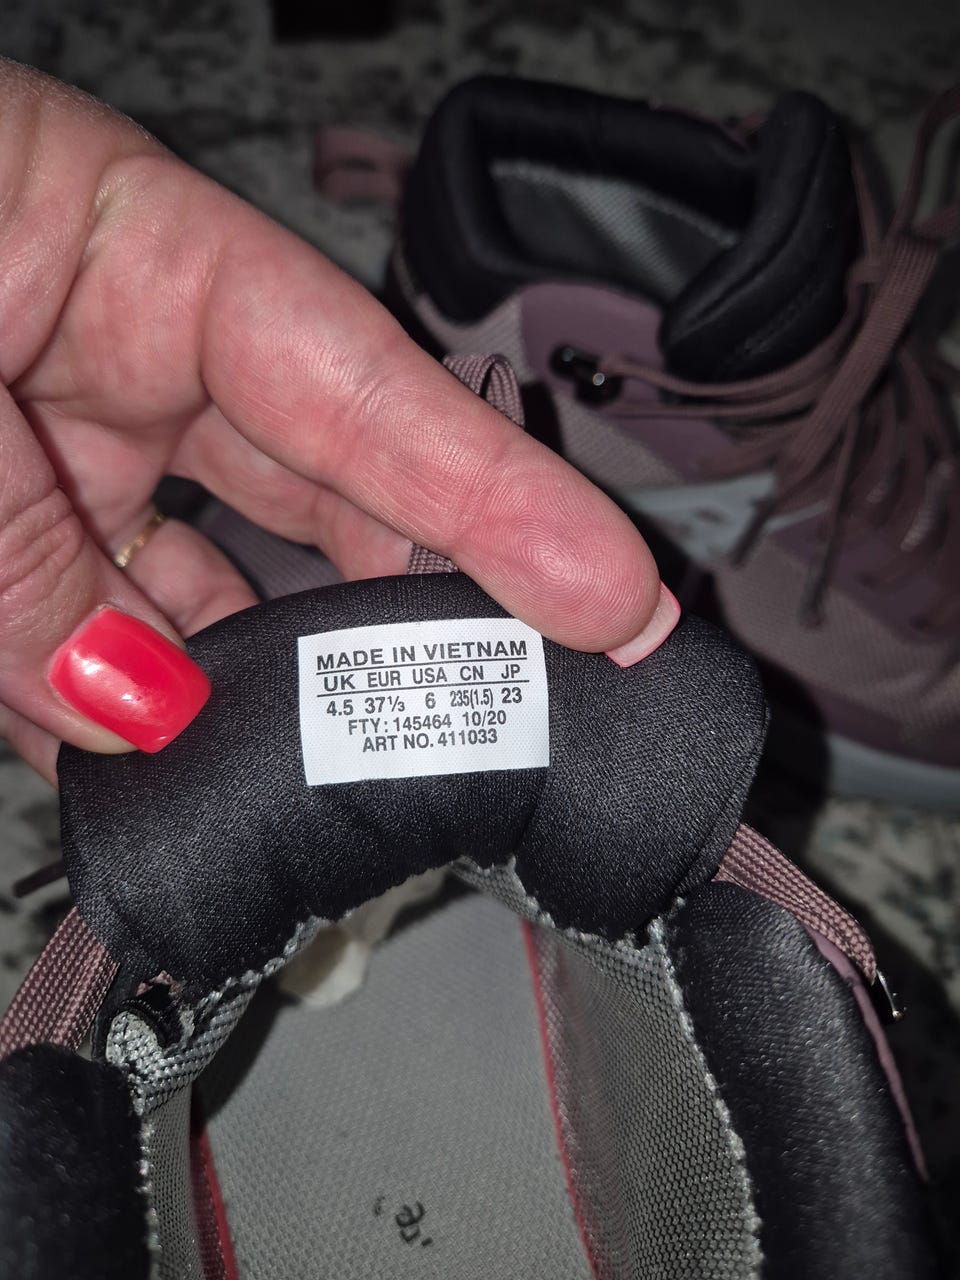 MADE IN VIETNAM
UK EUR USA CN JP
4.5 37⅓ 6 235(1.5) 23
FTY: 145464 10/20
ART NO. 411033